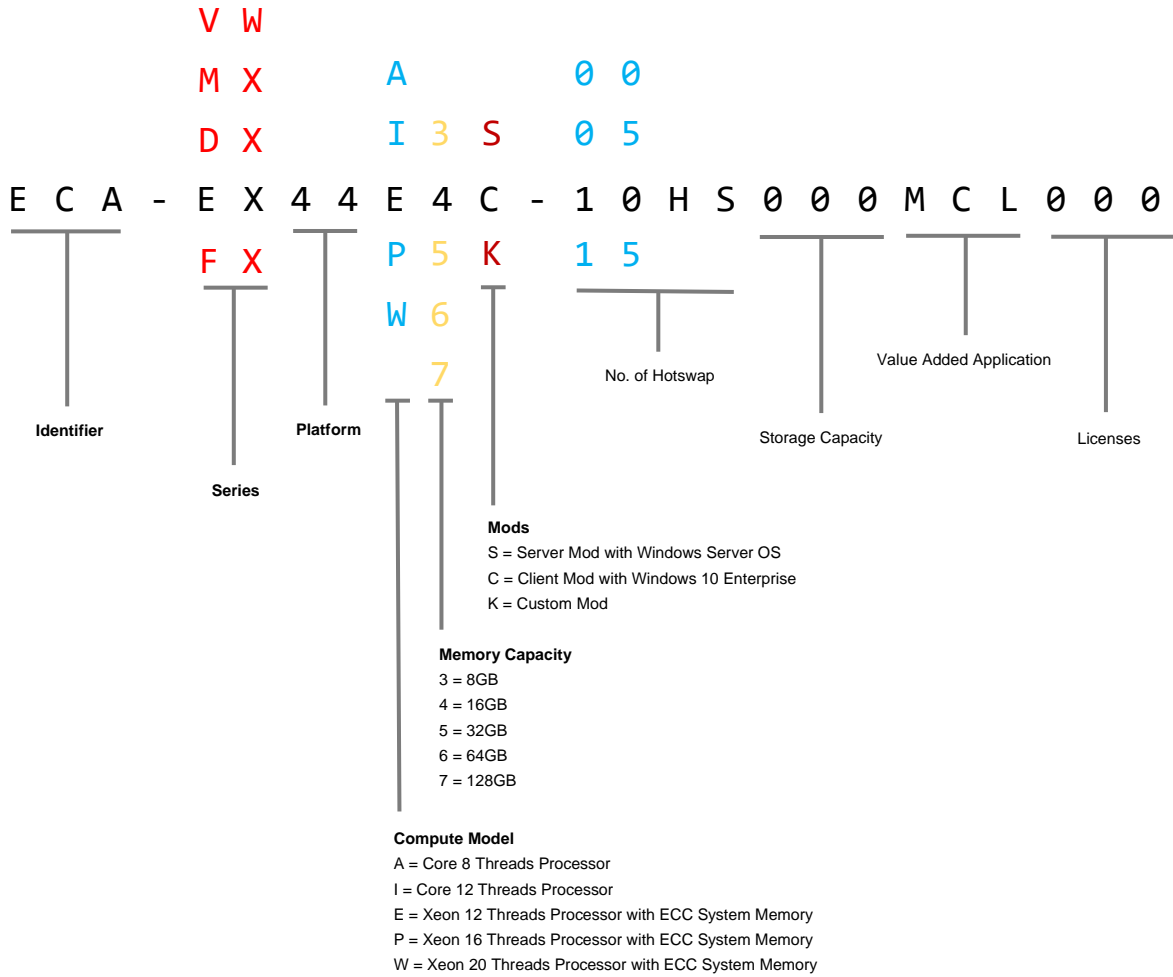 V W
M X A 0 0
D X I 3 S 0 5
E C A - E X 4 4 E 4 C - 1 0 H S 0 0 0 M C L 0 0 0
F X P 5 K 1 5
W 6
7
No. of Hotswap
Value Added Application
Identifier
Platform
Storage Capacity
Licenses
Series
Mods
S = Server Mod with Windows Server OS
C = Client Mod with Windows 10 Enterprise
K = Custom Mod
Memory Capacity
3 = 8GB
4 = 16GB
5 = 32GB
6 = 64GB
7 = 128GB
Compute Model
A = Core 8 Threads Processor
I = Core 12 Threads Processor
E = Xeon 12 Threads Processor with ECC System Memory
P = Xeon 16 Threads Processor with ECC System Memory
W = Xeon 20 Threads Processor with ECC System Memory